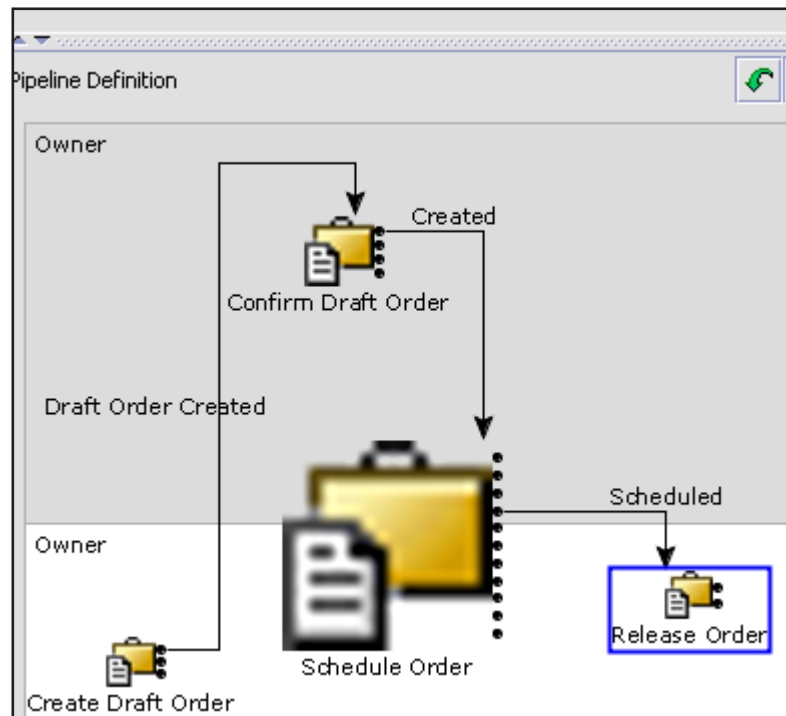 Pipeline Definition
Owner
Created
Confirm Draft Order
Draft Order Created
Scheduled
Owner
Release Order
Schedule Order
Create Draft Order